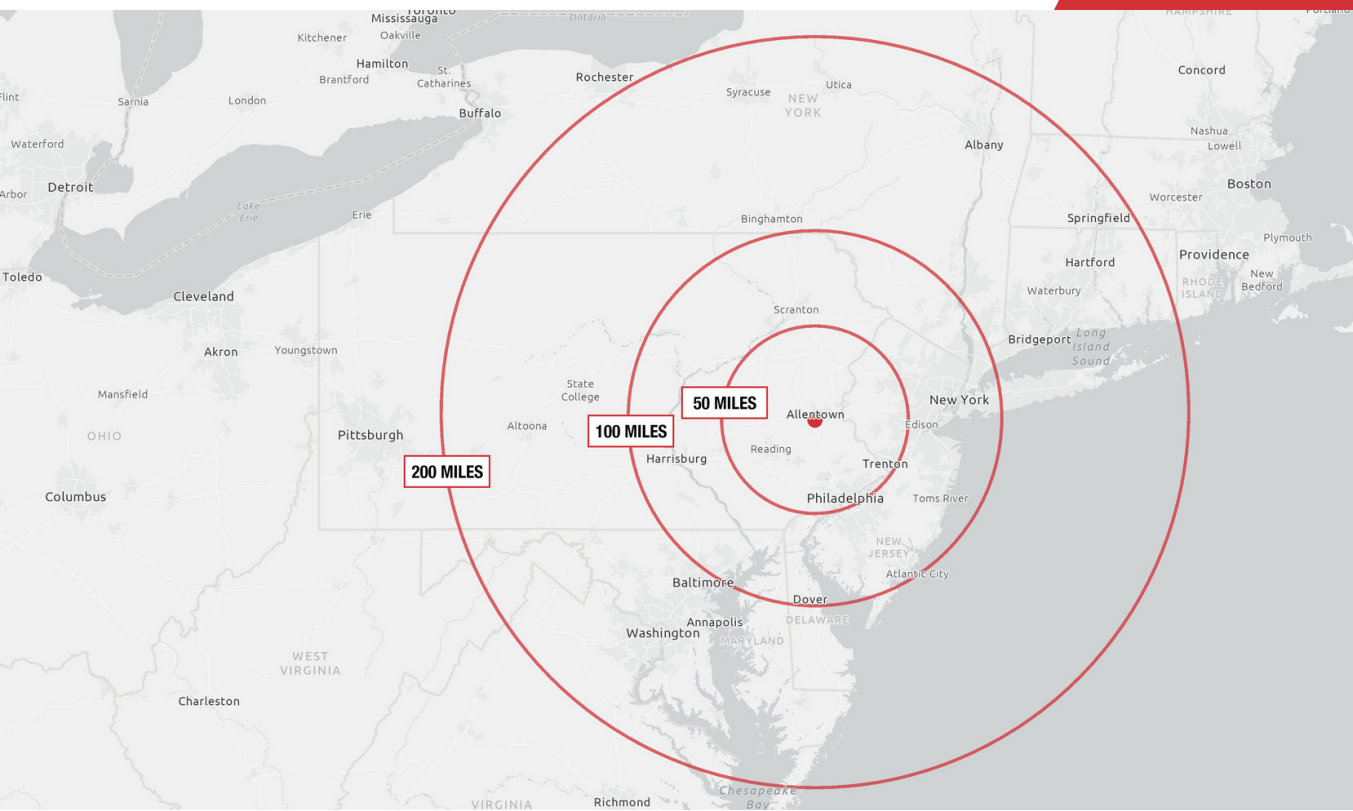 Toronto
Mississauga
Oakville
Kitchener
Hamilton
Brantford
St.
Catharines
Ontario
HAMPSHIRE
Portland
Rochester
Syracuse
Utica
NEW
YORK
Concord
Flint
Sarnia
London
Buffalo
Waterford
Albany
Nashua
Lowell
Detroit
Arbor
Boston
Worcester
Lake
Erie
Erie
Binghamton
Springfield
Plymouth
Toledo
Hartford
Providence
New
Bedford
RHODE
ISLAND
Waterbury
Cleveland
Scranton
Akron
Youngstown
Bridgeport
Long
Island
Sound
Mansfield
State
College
50 MILES
New York
Allentown
OHIO
Pittsburgh
Altoona
100 MILES
Edison
Harrisburg
Reading
Trenton
200 MILES
Columbus
Philadelphia
Toms River
NEW
JERSEY
Baltimore
Atlantic City
Dover
DELAWARE
Annapolis
Washington
MARYLAND
WEST
VIRGINIA
Charleston
Chesapeake
Bay
VIRGINIA
Richmond